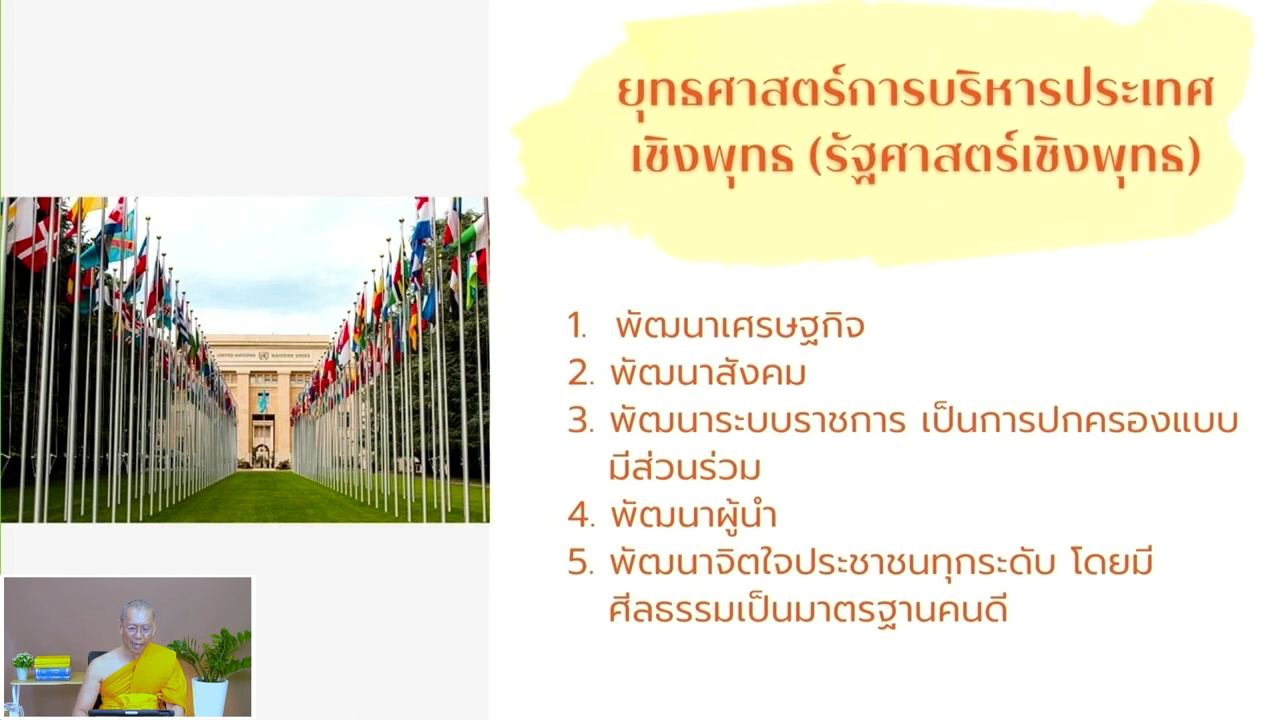 ยุทธศาสตร์การบริหารประเทศ
เชิงพุทธ (รัฐศาสตร์เชิงพุทธ)
UNITED NATIONS NATIONS UNIES
1. พัฒนาเศรษฐกิจ
2. พัฒนาสังคม
3. พัฒนาระบบราชการ เป็นการปกครองแบบ
มีส่วนร่วม
4. พัฒนาผู้นำ
5. พัฒนาจิตใจประชาชนทุกระดับ โดยมี
ศีลธรรมเป็นมาตรฐานคนดี